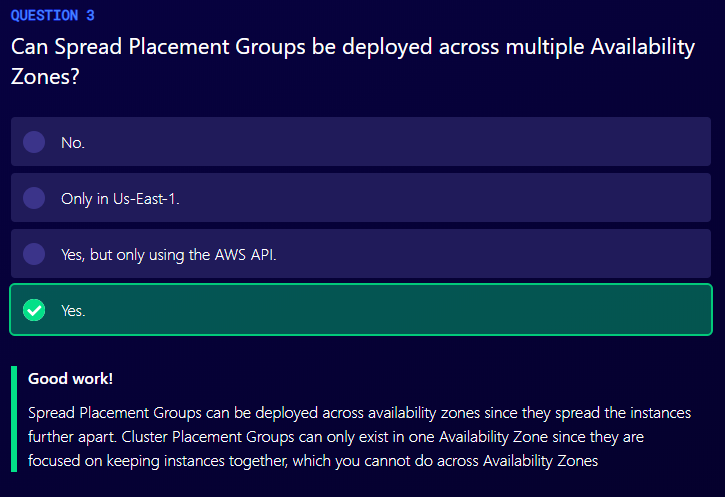 QUESTION 3
Can Spread Placement Groups be deployed across multiple Availability
Zones?
No.
Only in Us-East-1.
Yes, but only using the AWS API.
Yes.
Good work!
Spread Placement Groups can be deployed across availability zones since they spread the instances
further apart. Cluster Placement Groups can only exist in one Availability Zone since they are
focused on keeping instances together, which you cannot do across Availability Zones